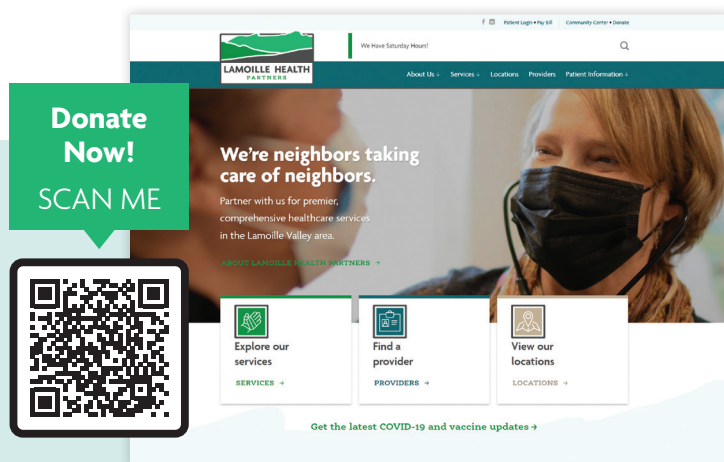 Patient Login • Pay Bill
Community Center • Donate
We Have Saturday Hours!
LAMOILLE HEALTH
PARTNERS
About Us
Services
Locations
Providers
Patient Information
Donate
Now!
SCAN ME
We're neighbors taking
care of neighbors.
Partner with us for premier,
comprehensive healthcare services
in the Lamoille Valley area.
ABOUT LAMOILLE HEALTH PARTNERS →
Explore our
services
SERVICES →
Find a
provider
PROVIDERS →
View our
locations
LOCATIONS →
Get the latest COVID-19 and vaccine updates →